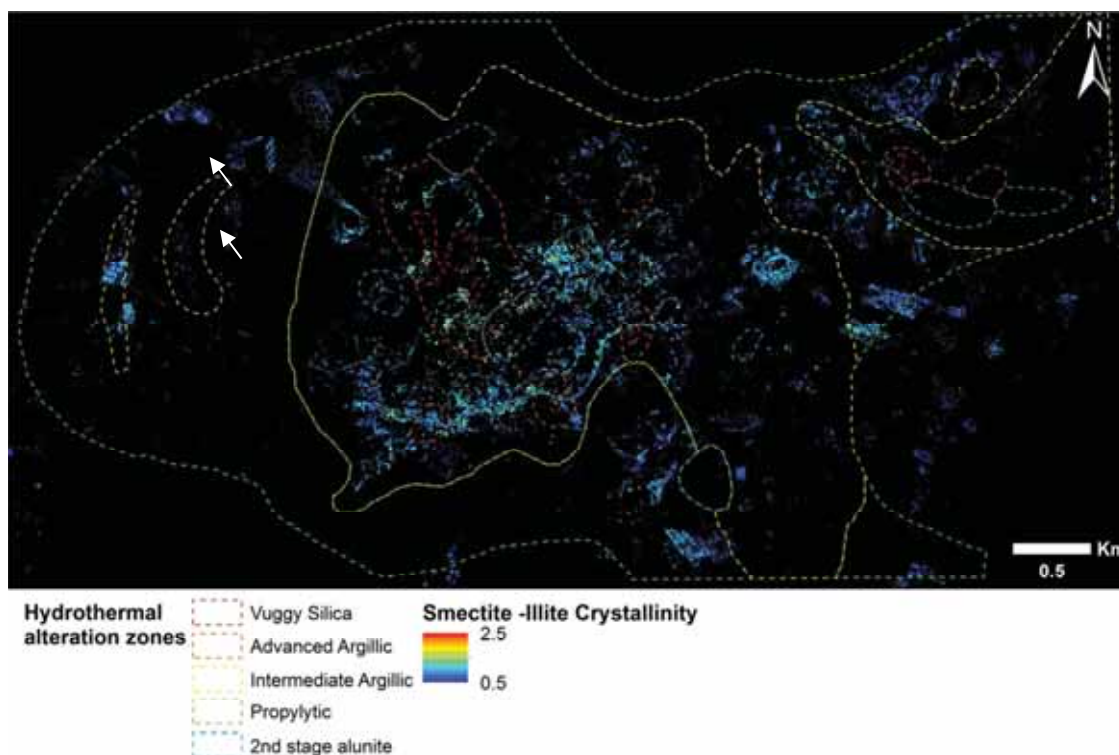 N
Km
0.5
Hydrothermal
alteration zones
Vuggy Silica
Advanced Argillic
Intermediate Argillic
Propylytic
2nd stage alunite
Smectite -Illite Crystallinity
2.5
0.5